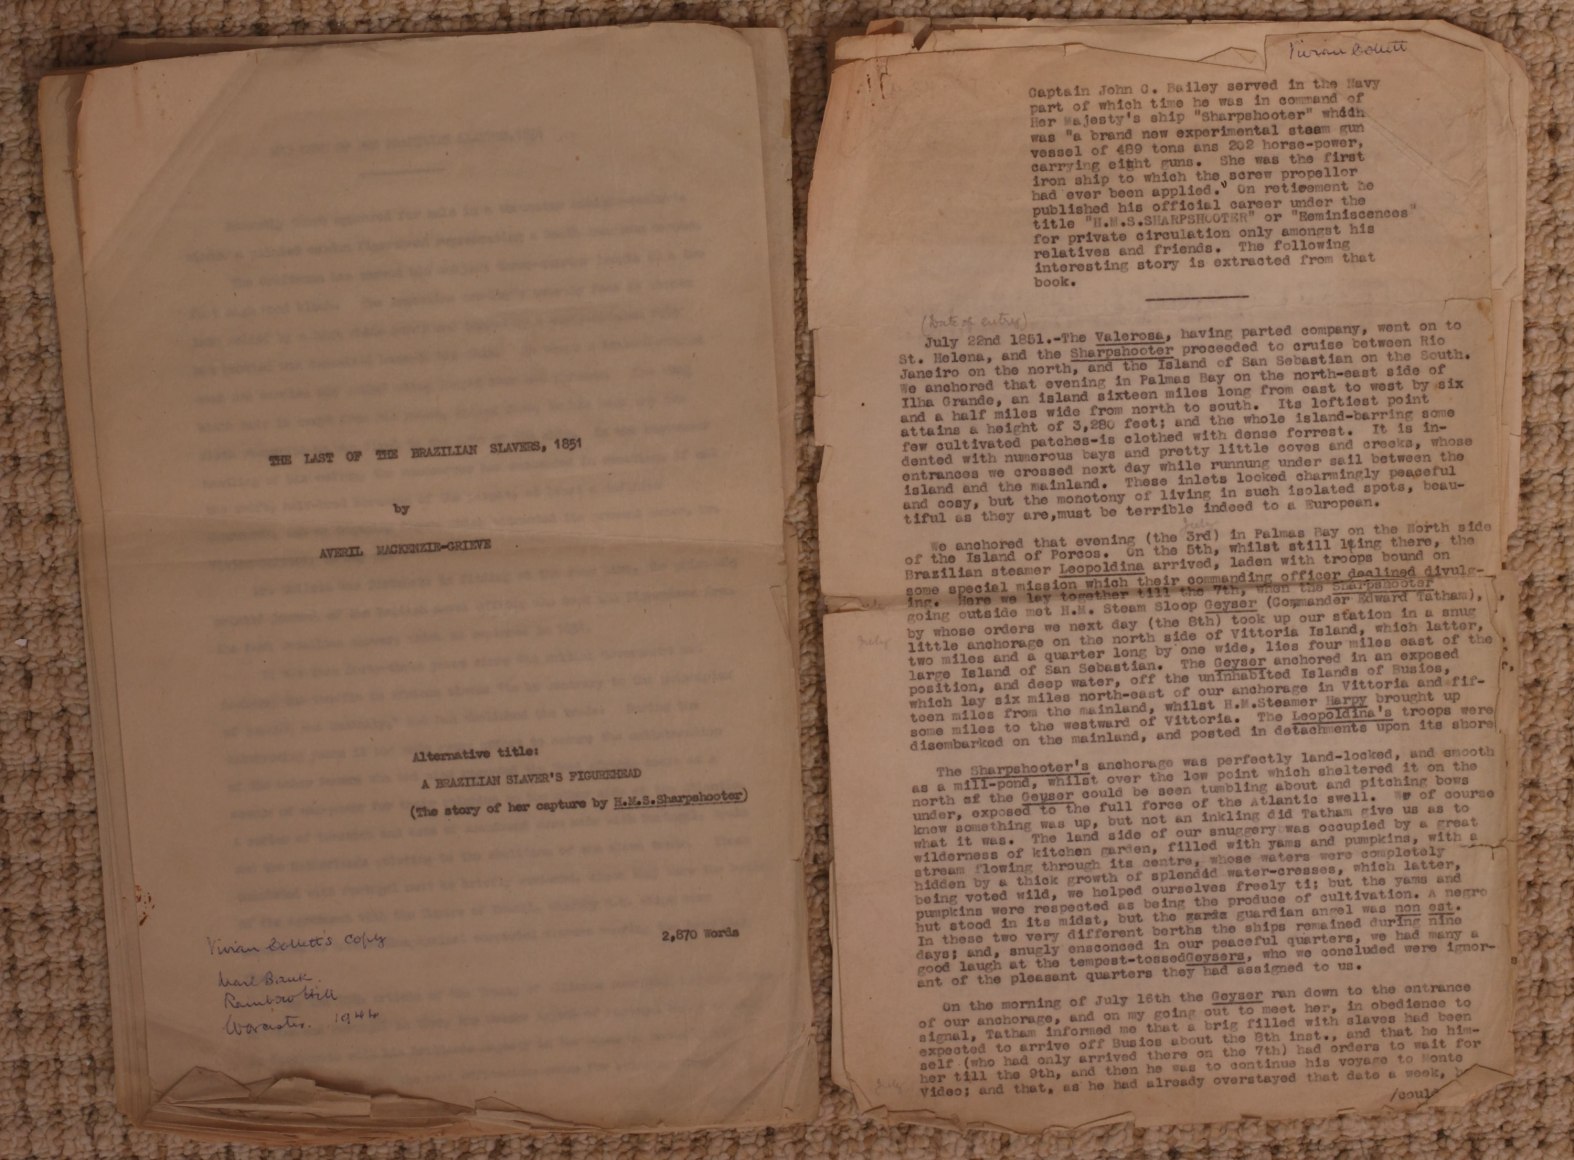 THE LAST OF THE BRAZILIAN SLAVERS, 1851
by
AVERIL MACKENZIE-GRIEVE
Alternative title:
A BRAZILIAN SLAVER'S FIGUREHEAD
(The story of her capture by H.M.S.Sharpshooter)
2,870 Words
Vivian Collett's copy
Bank.
Rainbow Hill
Worcester. 1944
Vivian Collett
Captain John C. Bailey served in the Navy
part of which time he was in command of
Her Majesty's ship "Sharpshooter" which
was "a brand new experimental steam gun
vessel of 489 tons ans 202 horse-power,
carrying eight guns. She was the first
iron ship to which the screw propellor
had ever been applied." On retirement he
published his official career under the
title "H.M.S.SHARPSHOOTER" or "Reminiscences"
for private circulation only amongst his
relatives and friends. The following
interesting story is extracted from that
book.
(Date of entry)
July 22nd 1851.-The Valerosa, having parted company, went on to
St. Helena, and the Sharpshooter proceeded to cruise between Rio
Janeiro on the north, and the Island of San Sebastian on the South.
We anchored that evening in Palmas Bay on the north-east side of
Ilha Grande, an island sixteen miles long from east to west by six
and a half miles wide from north to south. Its loftiest point
attains a height of 3,280 feet; and the whole island-barring some
few cultivated patches-is clothed with dense forrest. It is in-
dented with numerous bays and pretty little coves and creeks, whose
entrances we crossed next day while runnung under sail between the
island and the mainland. These inlets looked charmingly peaceful
and cosy, but the monotony of living in such isolated spots, beau-
tiful as they are,must be terrible indeed to a European.
July
We anchored that evening (the 3rd) in Palmas Bay on the North side
of the Island of Porcos. On the 5th, whilst still lting there, the
Brazilian steamer Leopoldina arrived, laden with troops bound on
some special mission which their commanding officer dealined divulg-
ing. Here we lay together till the 7th, when the Sharpshooter
going outside met H.M. Steam Sloop Geyser (Commander Edward Tatham),
by whose orders we next day (the 8th) took up our station in a snug
July
little anchorage on the north side of Vittoria Island, which latter,
two miles and a quarter long by one wide, lies four miles east of the
large Island of San Sebastian. The Geyser anchored in an exposed
position, and deep water, off the uninhabited Islands of Busios,
which lay six miles north-east of our anchorage in Vittoria and fif-
teen miles from the mainland, whilst H.M.Steamer Harpy brought up
some miles to the westward of Vittoria. The Leopoldina's troops were
disembarked on the mainland, and posted in detachments upon its shore
The Sharpshooter's anchorage was perfectly land-locked, and smooth
as a mill-pond, whilst over the low point which sheltered it on the
north of the Geyser could be seen tumbling about and pitching bows
under, exposed to the full force of the Atlantic swell. We of course
knew something was up, but not an inkling did Tatham give us as to
what it was. The land side of our snuggery was occupied by a great
wilderness of kitchen garden, filled with yams and pumpkins, with a
stream flowing through its centre, whose waters were completely
hidden by a thick growth of splendid water-cresses, which latter,
being voted wild, we helped ourselves freely ti; but the yams and
pumpkins were respected as being the produce of cultivation. A negro
hut stood in its midst, but the guardian angel was non est.
In these two very different berths the ships remained during nine
days; and, snugly ensconced in our peaceful quarters, we had many a
good laugh at the tempest-tossedGeysers, who we concluded were ignor-
ant of the pleasant quarters they had assigned to us.
On the morning of July 16th the Geyser ran down to the entrance
of our anchorage, and on my going out to meet her, in obedience to
signal, Tatham informed me that a brig filled with slaves had been
expected to arrive off Busios about the 8th inst., and that he him-
self (who had only arrived there on the 7th) had orders to wait for
her till the 9th, and then he was to continue his voyage to Monte
July
Video; and that, as he had already overstayed that date a week,
/could